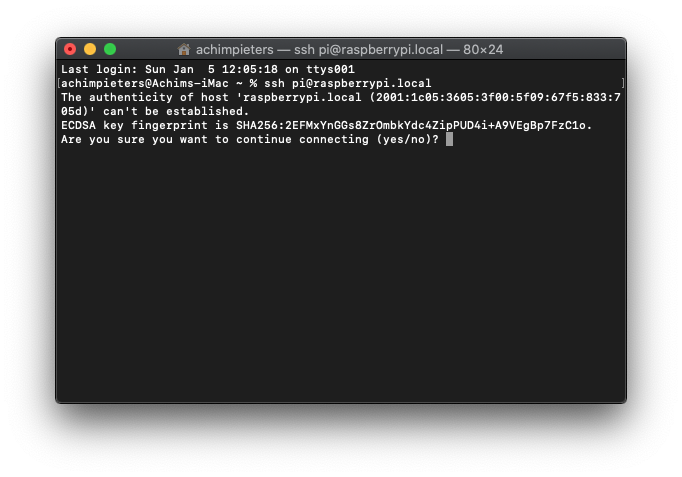 achimpieters — ssh pi@raspberrypi.local — 80×24
Last login: Sun Jan  5 12:05:18 on ttys001
[achimpieters@Achims-iMac ~ % ssh pi@raspberrypi.local ]
The authenticity of host 'raspberrypi.local (2001:1c05:3605:3f00:5f09:67f5:833:7
05d)' can't be established.
ECDSA key fingerprint is SHA256:2EFMxYnGGs8ZrOmbkYdc4ZipPUD4i+A9VEgBp7FzC1o.
Are you sure you want to continue connecting (yes/no)?